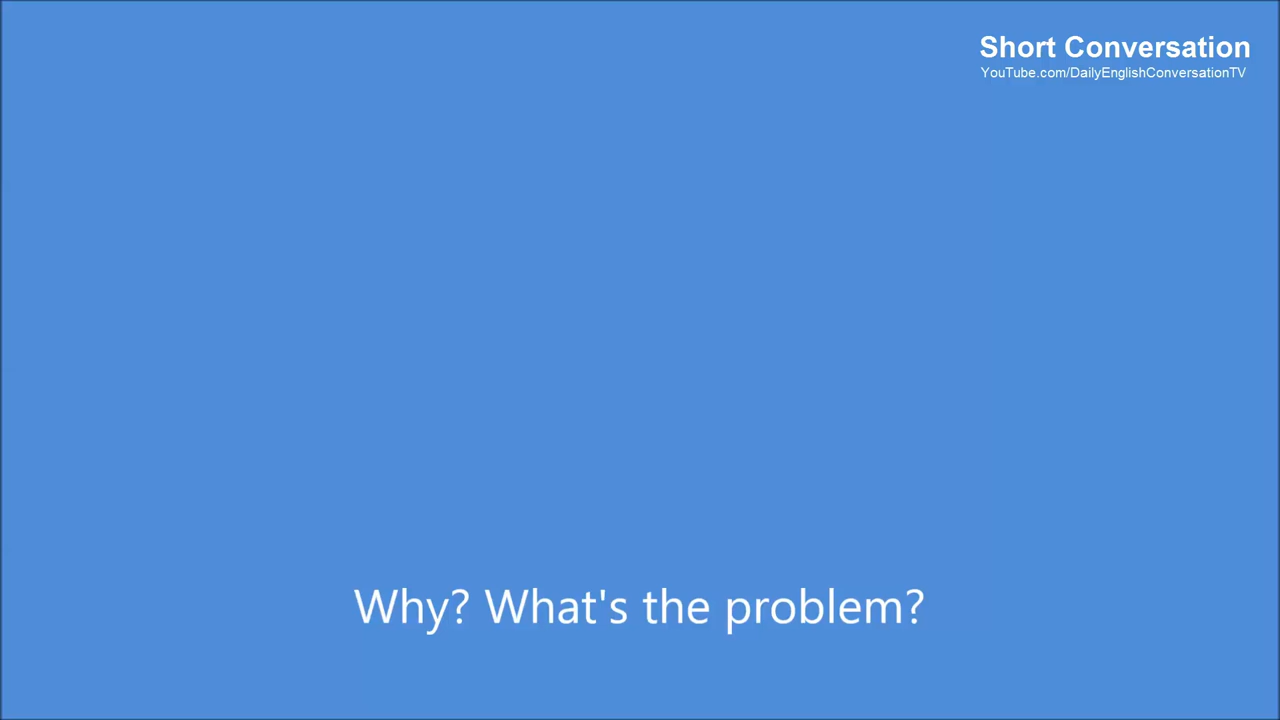 Short Conversation
YouTube.com/DailyEnglishConversationTV
Why? What's the problem?